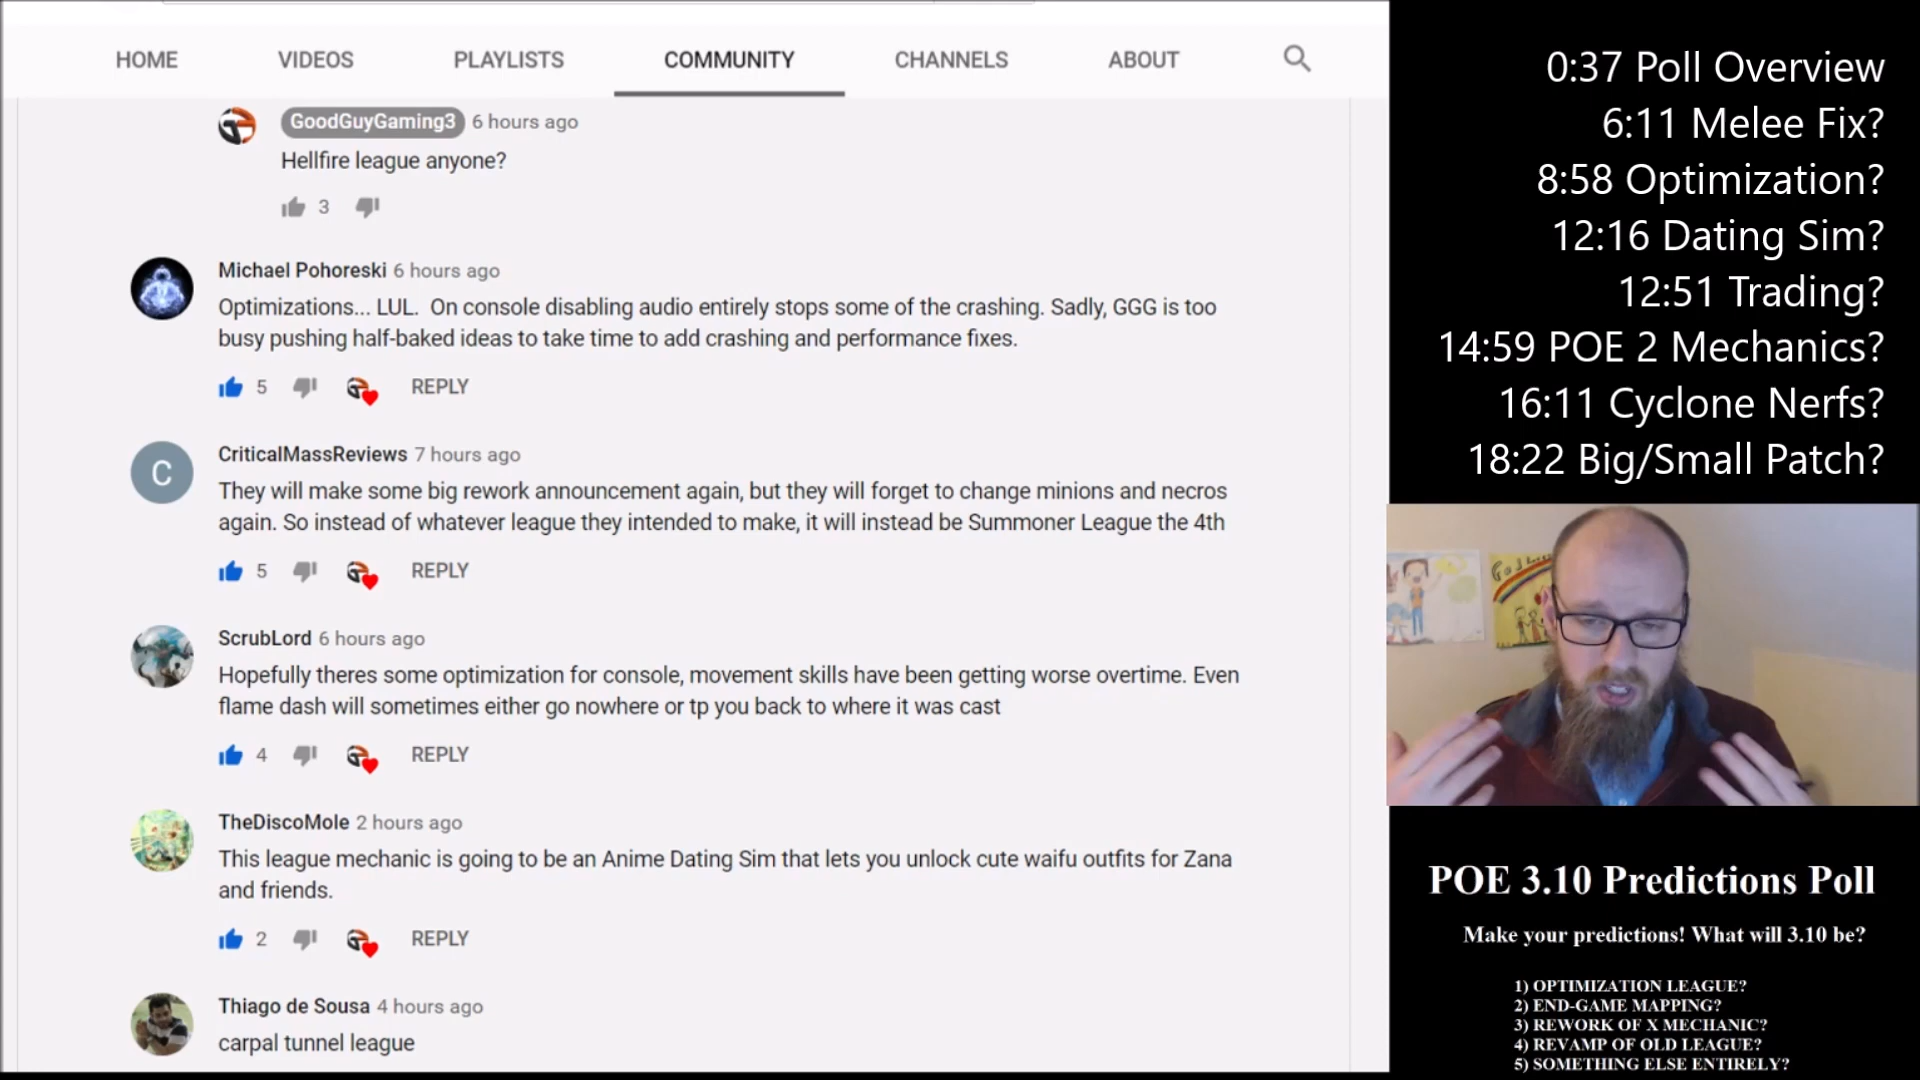 HOME VIDEOS PLAYLISTS COMMUNITY CHANNELS ABOUT
GoodGuyGaming3 6 hours ago
Hellfire league anyone?
3
Michael Pohoreski 6 hours ago
Optimizations... LUL. On console disabling audio entirely stops some of the crashing. Sadly, GGG is too
busy pushing half-baked ideas to take time to add crashing and performance fixes.
5 REPLY
C
CriticalMassReviews 7 hours ago
They will make some big rework announcement again, but they will forget to change minions and necros
again. So instead of whatever league they intended to make, it will instead be Summoner League the 4th
5 REPLY
ScrubLord 6 hours ago
Hopefully theres some optimization for console, movement skills have been getting worse overtime. Even
flame dash will sometimes either go nowhere or tp you back to where it was cast
4 REPLY
TheDiscoMole 2 hours ago
This league mechanic is going to be an Anime Dating Sim that lets you unlock cute waifu outfits for Zana
and friends.
2 REPLY
Thiago de Sousa 4 hours ago
carpal tunnel league
0:37 Poll Overview
6:11 Melee Fix?
8:58 Optimization?
12:16 Dating Sim?
12:51 Trading?
14:59 POE 2 Mechanics?
16:11 Cyclone Nerfs?
18:22 Big/Small Patch?
POE 3.10 Predictions Poll
Make your predictions! What will 3.10 be?
1) OPTIMIZATION LEAGUE?
2) END-GAME MAPPING?
3) REWORK OF X MECHANIC?
4) REVAMP OF OLD LEAGUE?
5) SOMETHING ELSE ENTIRELY?